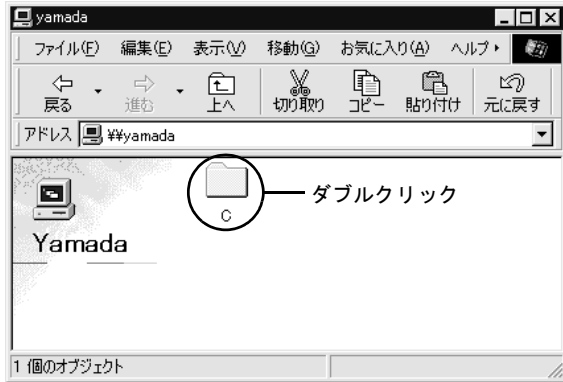 yamada
ファイル(F) 編集(E) 表示(V) 移動(G) お気に入り(A) ヘルプ
戻る 進む 上へ 切り取り コピー 貼り付け 元に戻す
アドレス ¥¥yamada
C
ダブルクリック
Yamada
1 個のオブジェクト